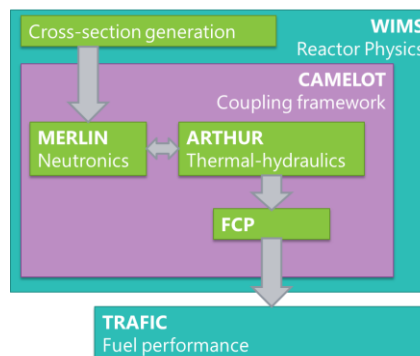 WIMS
Reactor Physics
Cross-section generation
CAMELOT
Coupling framework
MERLIN
Neutronics
ARTHUR
Thermal-hydraulics
FCP
TRAFIC
Fuel performance